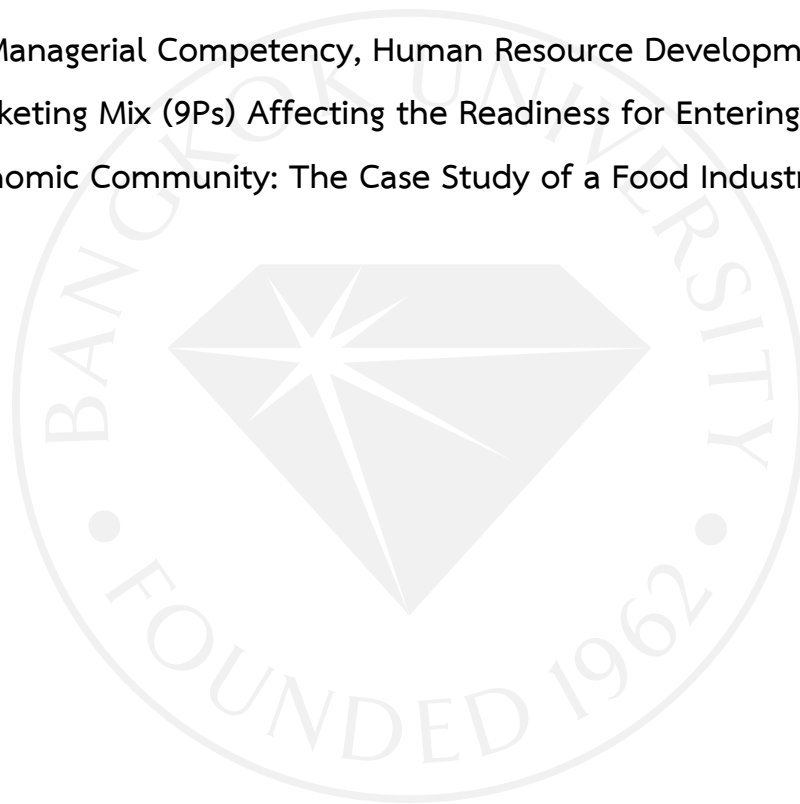 Managerial Competency, Human Resource Developm
keting Mix (9Ps) Affecting the Readiness for Entering
nomic Community: The Case Study of a Food Industr
BANGKOK UNIVERSITY
FOUNDED 1962